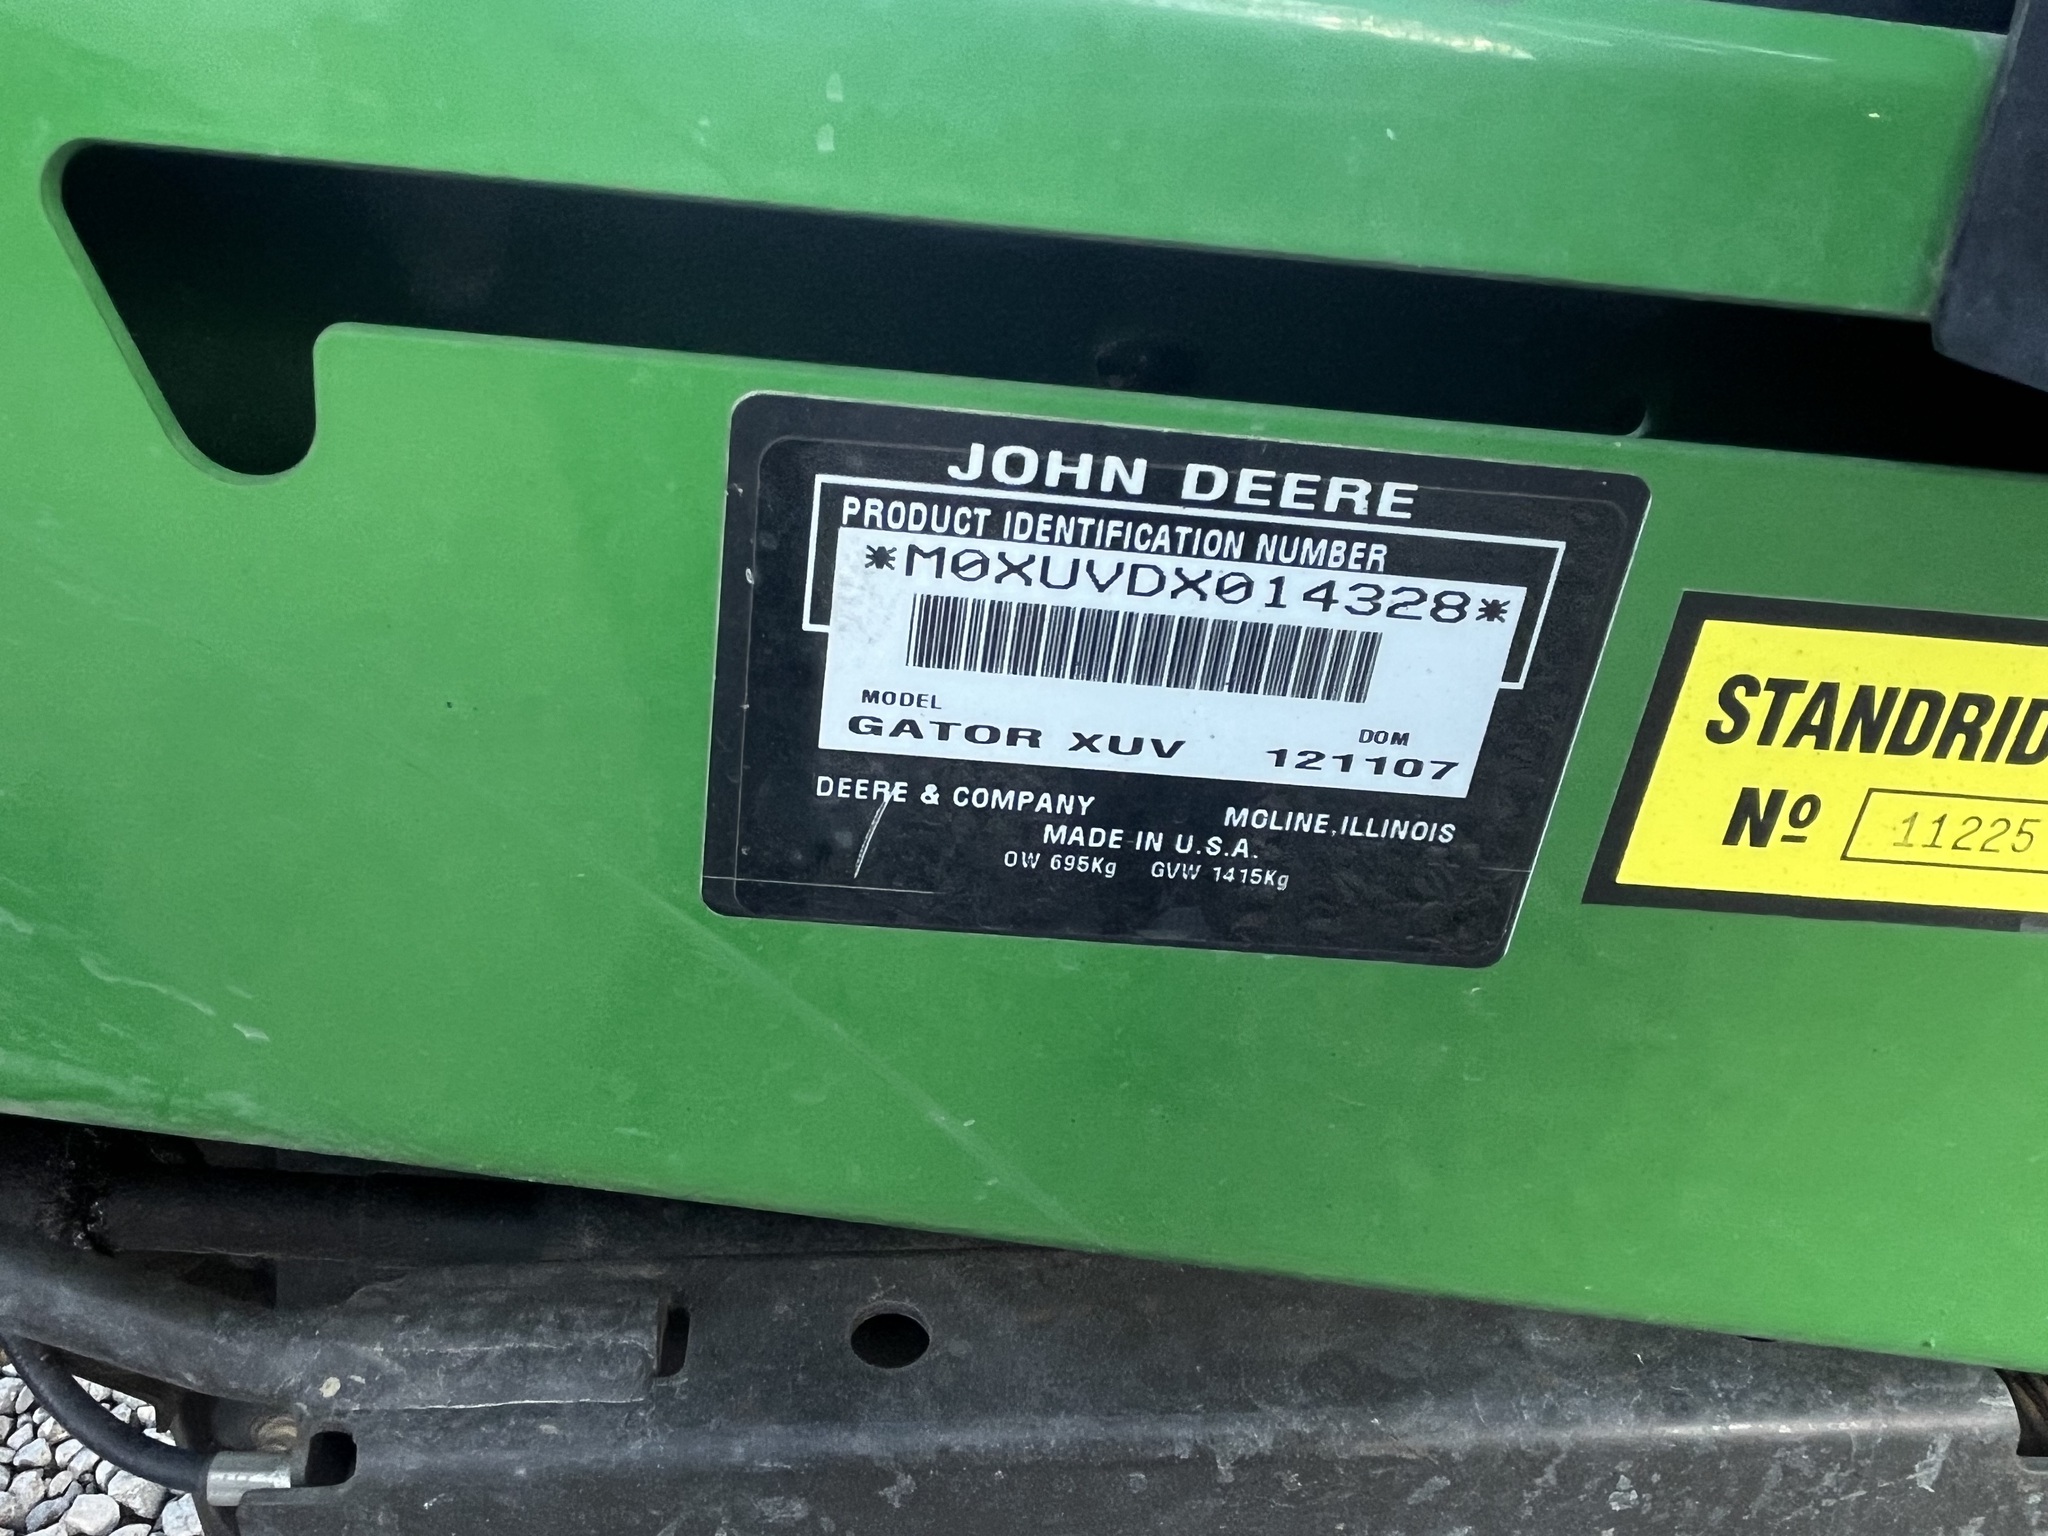 JOHN DEERE
PRODUCT IDENTIFICATION NUMBER
*M0XUVDX014328*
MODEL
GATOR XUV
DOM
121107
DEERE & COMPANY
MOLINE, ILLINOIS
MADE IN U.S.A.
OW 695Kg GVW 1415Kg
STANDRID
Nº 11225